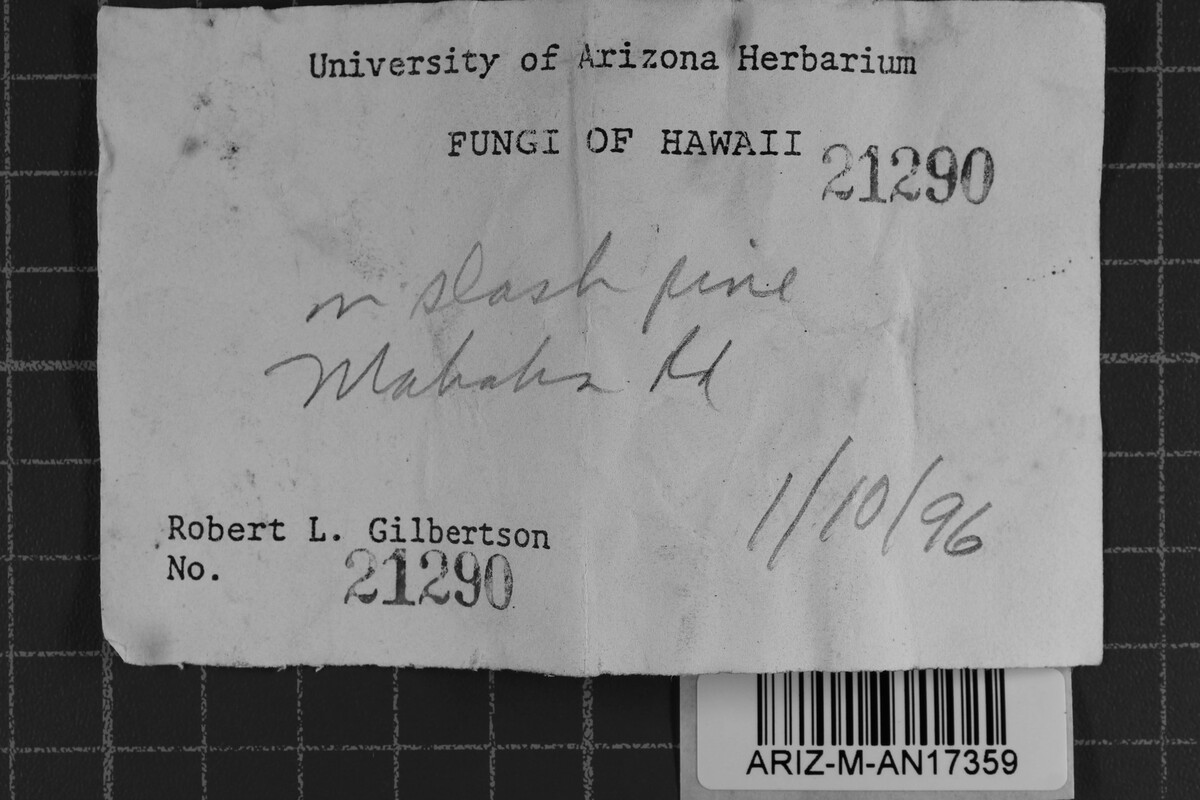 University of Arizona Herbarium
FUNGI OF HAWAII
21290
on slash pine
Rd
1/10/96
Robert L. Gilbertson
No. 21290
ARIZ-M-AN17359